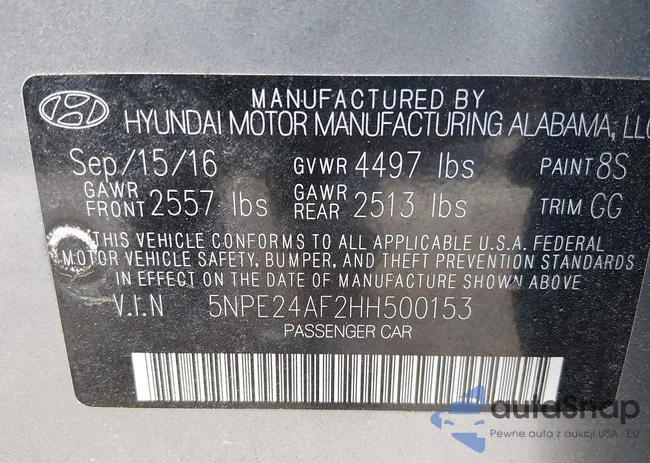 MANUFACTURED BY
HYUNDAI MOTOR MANUFACTURING ALABAMA, LLC
Sep/15/16 GVWR 4497 lbs PAINT 8S
GAWR FRONT 2557 lbs GAWR REAR 2513 lbs TRIM GG
THIS VEHICLE CONFORMS TO ALL APPLICABLE U.S.A. FEDERAL
MOTOR VEHICLE SAFETY, BUMPER, AND THEFT PREVENTION STANDARDS
IN EFFECT ON THE DATE OF MANUFACTURE SHOWN ABOVE
V.I.N 5NPE24AF2HH500153
PASSENGER CAR
autoSnap
Pewne auta z aukcji USA · EU